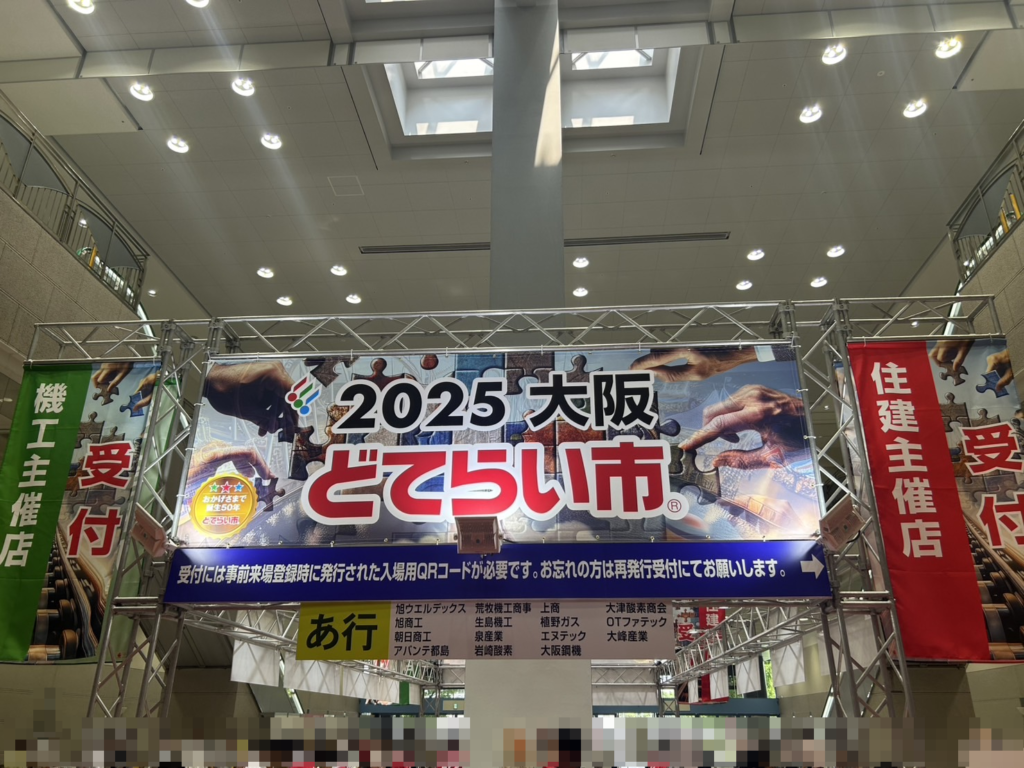 2025 大阪
どてらい市®
おかげさまで
誕生50年
どてらい市
受付には事前来場登録時に発行された入場用QRコードが必要です。お忘れの方は再発行受付にてお願いします。→
機工主催店
受付
住建主催店
受付
あ行
旭ウエルデックス 荒牧機工商事 上商 大津酸素商会
旭商工 生島機工 植野ガス OTファテック
朝日商工 泉産業 エヌテック 大峰産業
アバンテ都島 岩崎酸素 大阪鋼機